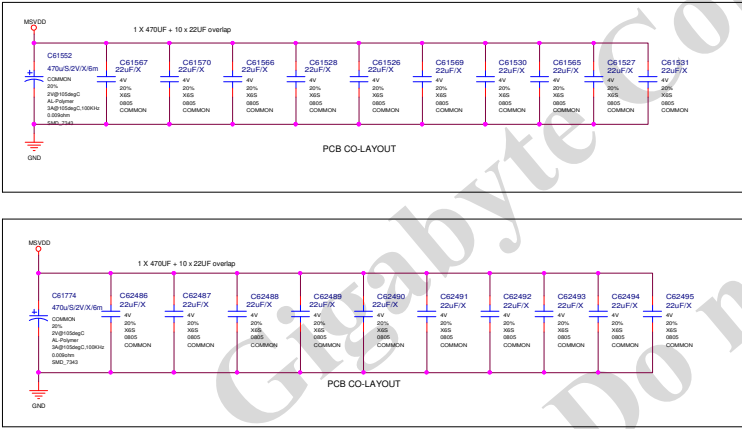 MSVDD
1 X 470UF + 10 x 22UF overlap
C61552
470u/S/2V/X/6m
COMMON
20%
2V@105degC
AL-Polymer
3A@105degC,100KHz
0.009ohm
SMD_7343
C61567
22uF/X
4V
20%
X6S
0805
COMMON
C61570
22uF/X
4V
20%
X6S
0805
COMMON
C61566
22uF/X
4V
20%
X6S
0805
COMMON
C61528
22uF/X
4V
20%
X6S
0805
COMMON
C61526
22uF/X
4V
20%
X6S
0805
COMMON
C61569
22uF/X
4V
20%
X6S
0805
COMMON
C61530
22uF/X
4V
20%
X6S
0805
COMMON
C61565
22uF/X
4V
20%
X6S
0805
COMMON
C61527
22uF/X
4V
20%
X6S
0805
COMMON
C61531
22uF/X
4V
20%
X6S
0805
COMMON
GND
PCB CO-LAYOUT
MSVDD
1 X 470UF + 10 x 22UF overlap
C61774
470u/S/2V/X/6m
COMMON
20%
2V@105degC
AL-Polymer
3A@105degC,100KHz
0.009ohm
SMD_7343
C62486
22uF/X
4V
20%
X6S
0805
COMMON
C62487
22uF/X
4V
20%
X6S
0805
COMMON
C62488
22uF/X
4V
20%
X6S
0805
COMMON
C62489
22uF/X
4V
20%
X6S
0805
COMMON
C62490
22uF/X
4V
20%
X6S
0805
COMMON
C62491
22uF/X
4V
20%
X6S
0805
COMMON
C62492
22uF/X
4V
20%
X6S
0805
COMMON
C62493
22uF/X
4V
20%
X6S
0805
COMMON
C62494
22uF/X
4V
20%
X6S
0805
COMMON
C62495
22uF/X
4V
20%
X6S
0805
COMMON
GND
PCB CO-LAYOUT
Gigabyte Co
Do n